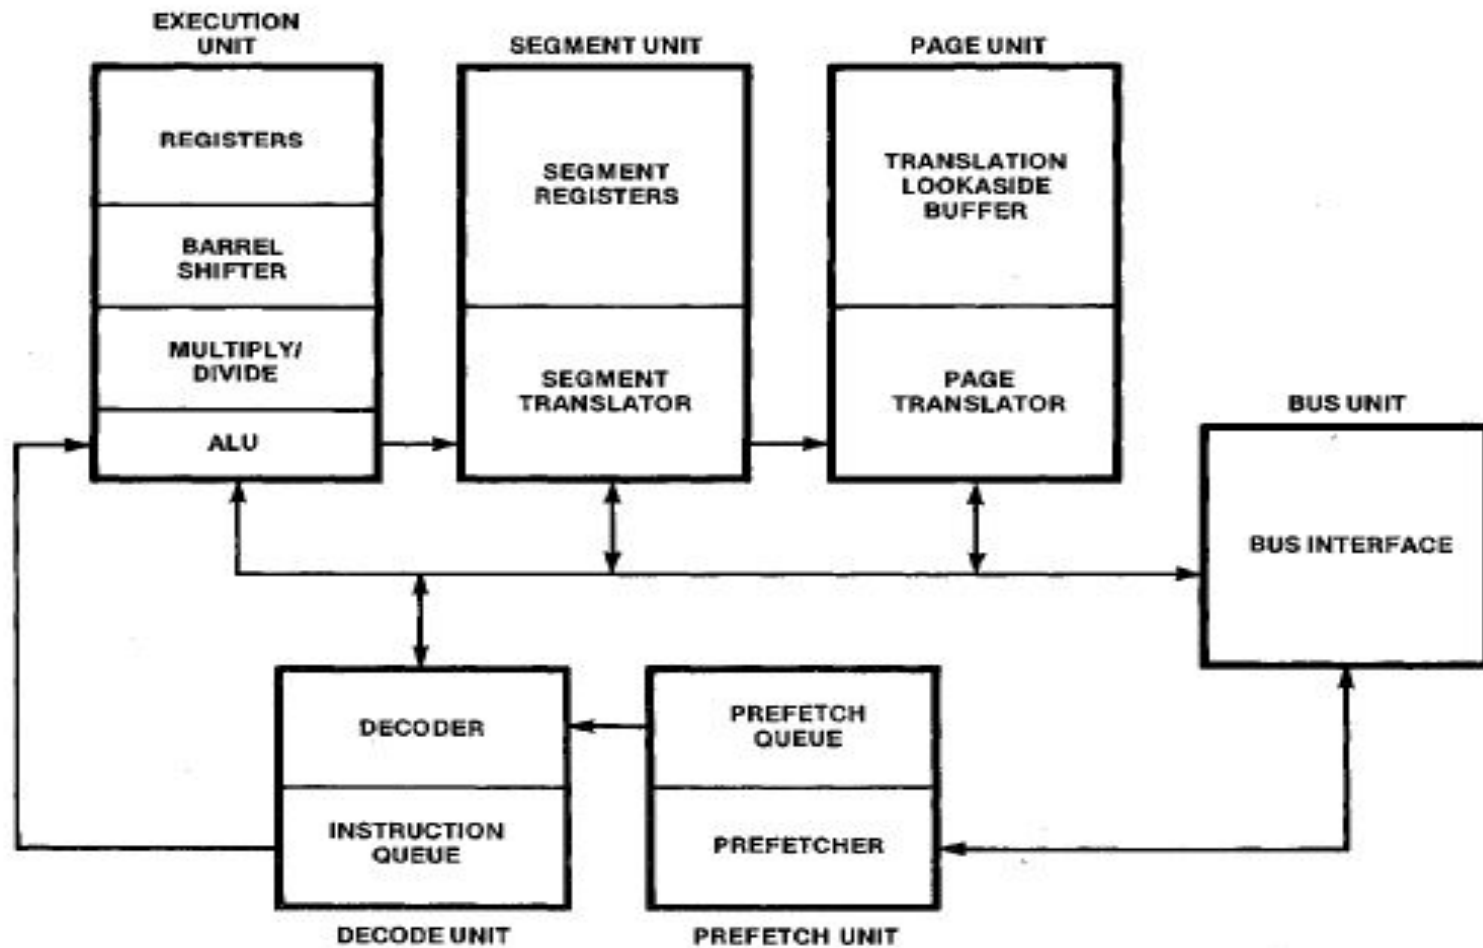 EXECUTION
UNIT
REGISTERS
BARREL
SHIFTER
MULTIPLY/
DIVIDE
ALU
SEGMENT UNIT
SEGMENT
REGISTERS
SEGMENT
TRANSLATOR
PAGE UNIT
TRANSLATION
LOOKASIDE
BUFFER
PAGE
TRANSLATOR
BUS UNIT
BUS INTERFACE
DECODER
INSTRUCTION
QUEUE
DECODE UNIT
PREFETCH
QUEUE
PREFETCHER
PREFETCH UNIT